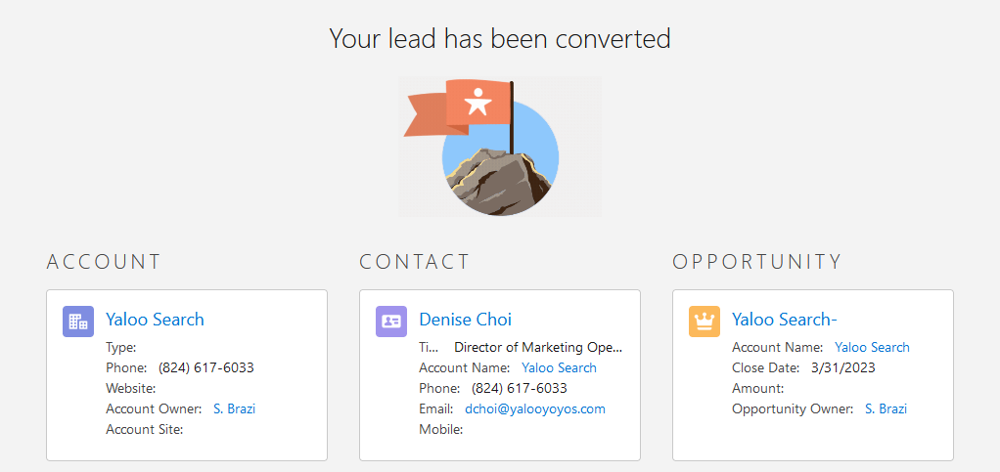 Your lead has been converted
ACCOUNT
Yaloo Search
Type:
Phone: (824) 617-6033
Website:
Account Owner: S. Brazi
Account Site:
CONTACT
Denise Choi
Ti... Director of Marketing Ope...
Account Name: Yaloo Search
Phone: (824) 617-6033
Email: dchoi@yalooyoyos.com
Mobile:
OPPORTUNITY
Yaloo Search-
Account Name: Yaloo Search
Close Date: 3/31/2023
Amount:
Opportunity Owner: S. Brazi